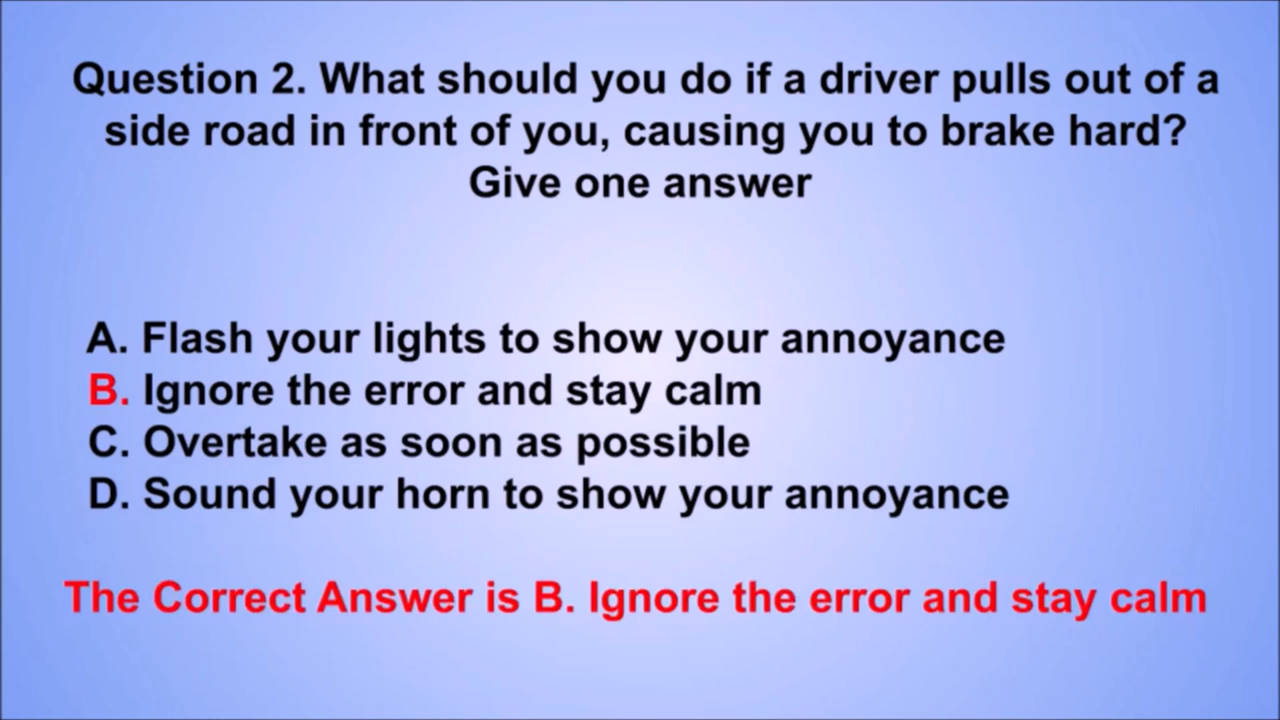 Question 2. What should you do if a driver pulls out of a
side road in front of you, causing you to brake hard?
Give one answer
A. Flash your lights to show your annoyance
B. Ignore the error and stay calm
C. Overtake as soon as possible
D. Sound your horn to show your annoyance
The Correct Answer is B. Ignore the error and stay calm